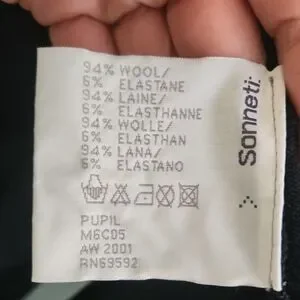 94% WOOL/
6% ELASTANE
94% LAINE/
6% ELASTHANNE
94% WOLLE/
6% ELASTHAN
94% LANA/
6% ELASTANO
PUPIL
M6C05
AW 2001
RN69592
Sonneti